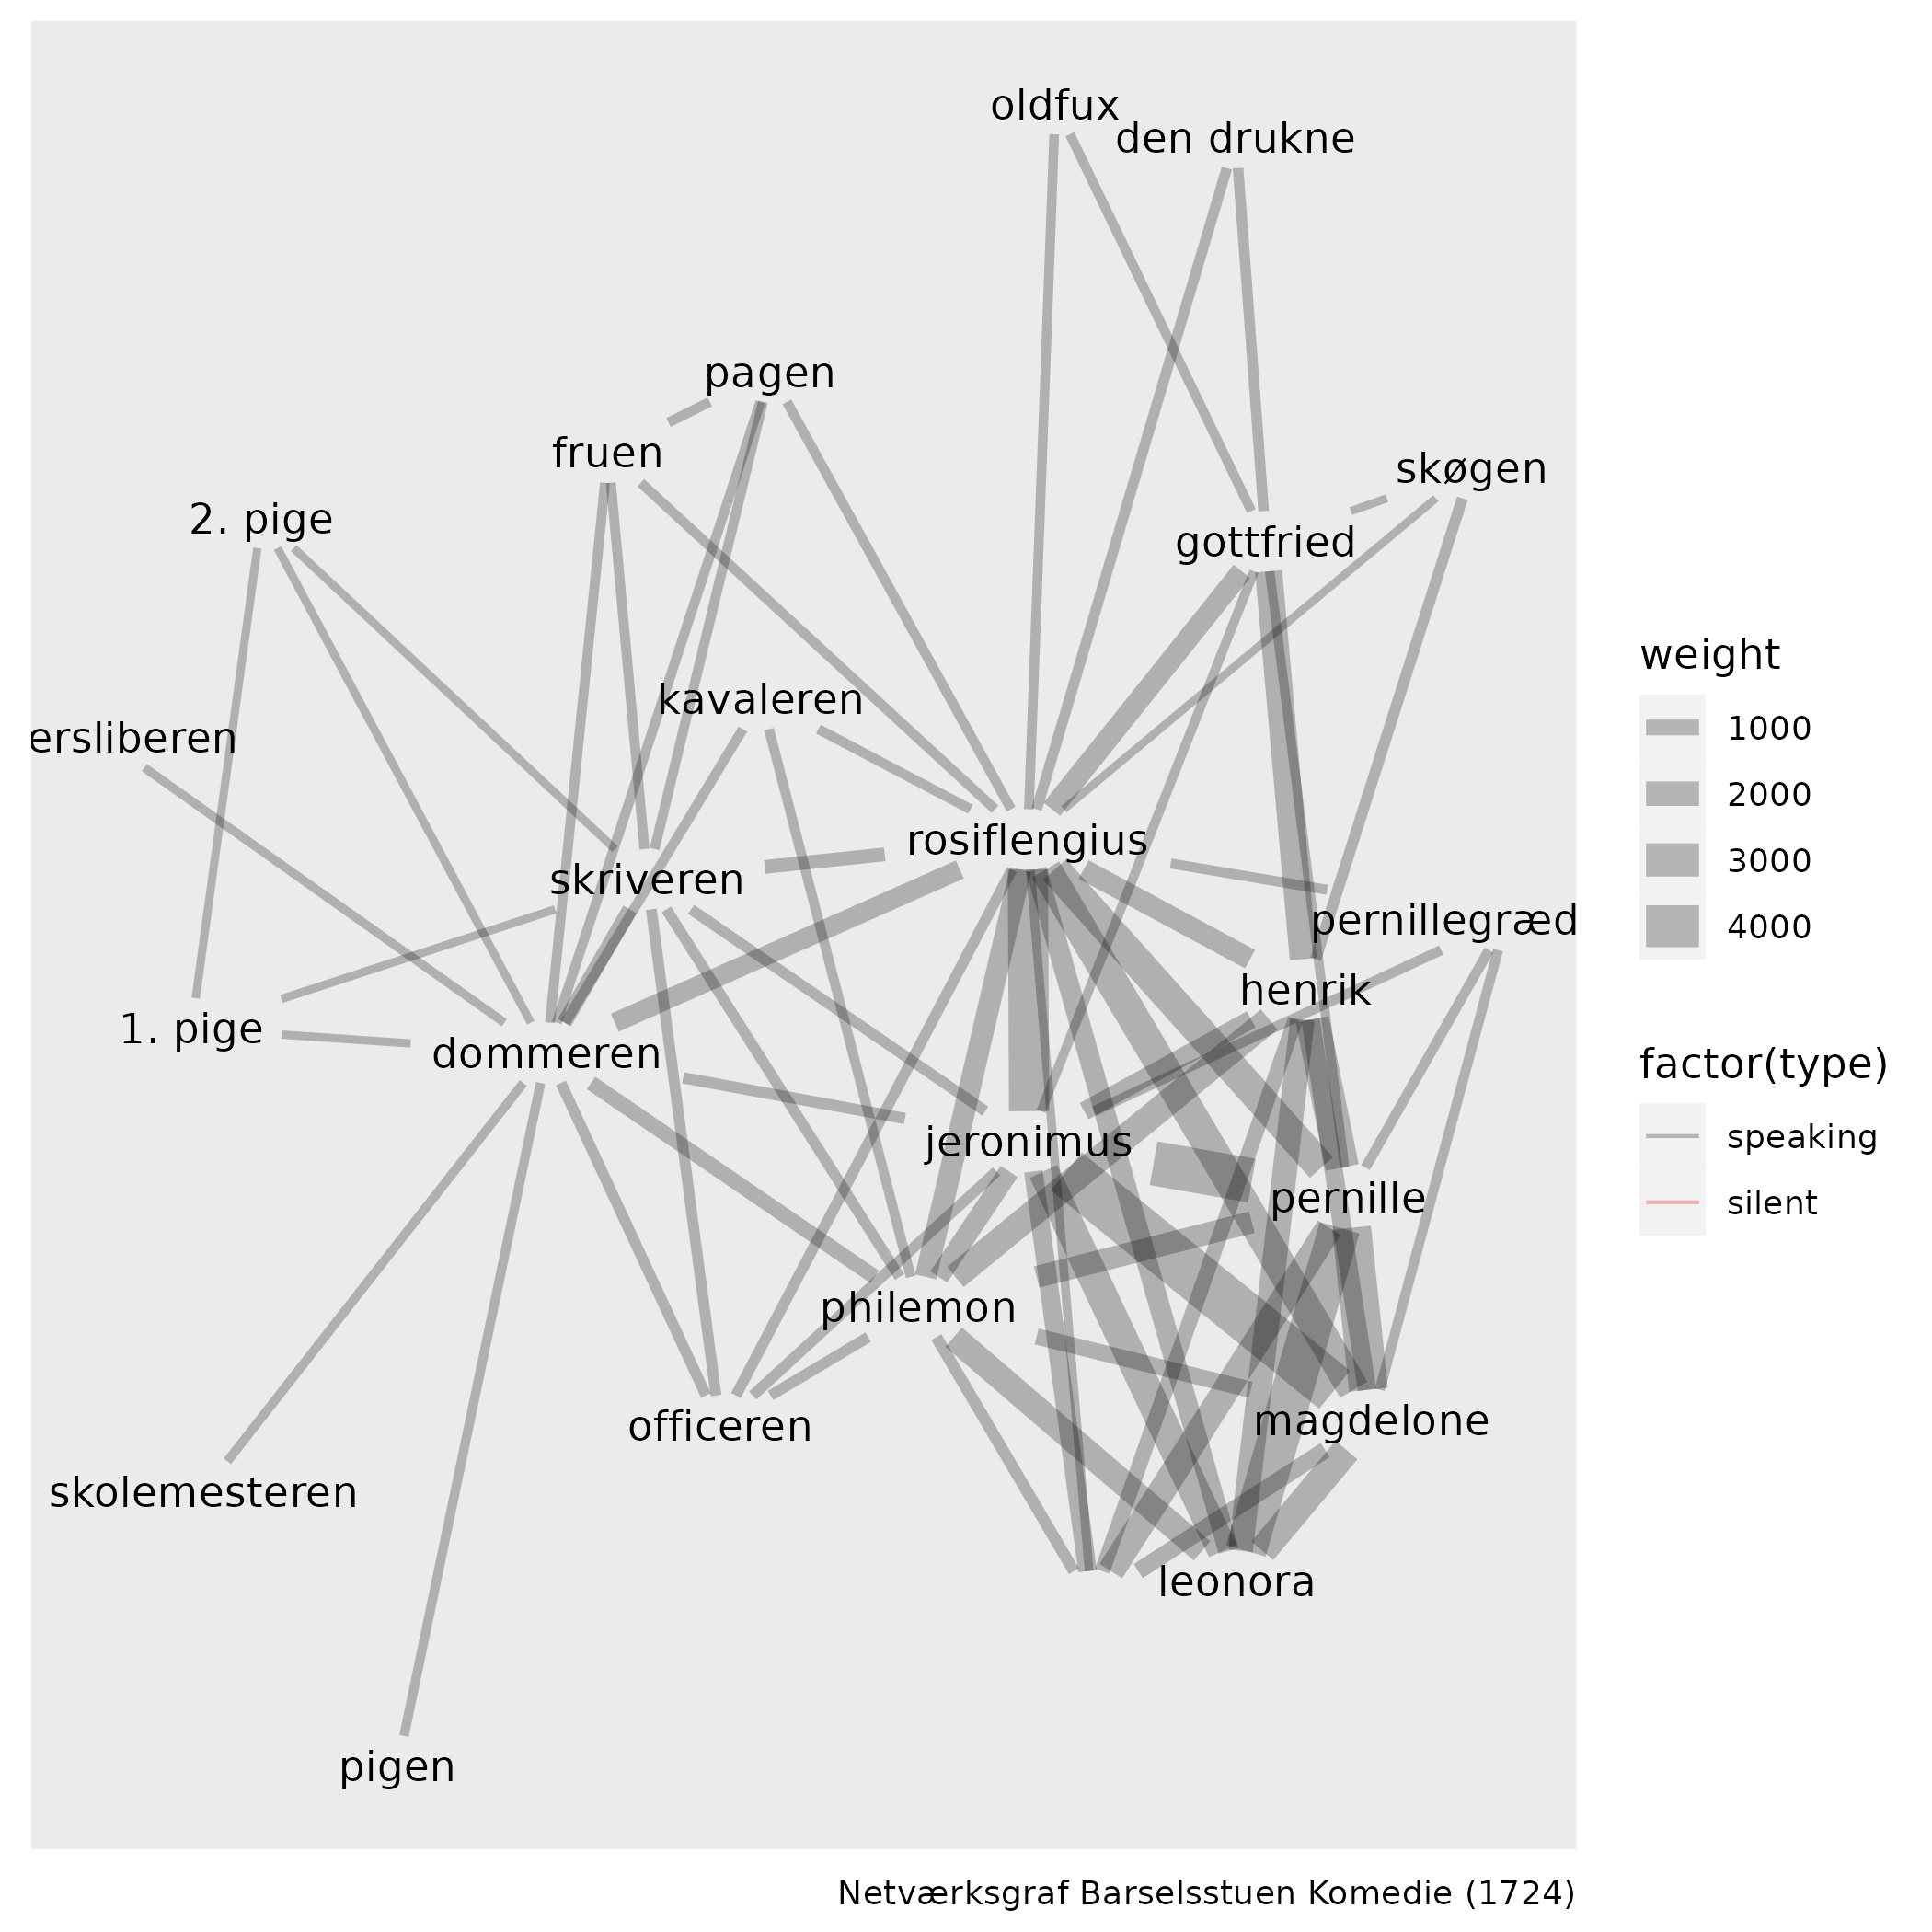 oldfux
den drukne
pagen
fruen
skøgen
2. pige
gottfried
kavaleren
ersliberen
rosiflengius
skriveren
pernillegræd
henrik
1. pige
dommeren
jeronimus
pernille
philemon
magdelone
officeren
skolemesteren
leonora
pigen
weight
1000
2000
3000
4000
factor(type)
speaking
silent
Netværksgraf Barselsstuen Komedie (1724)